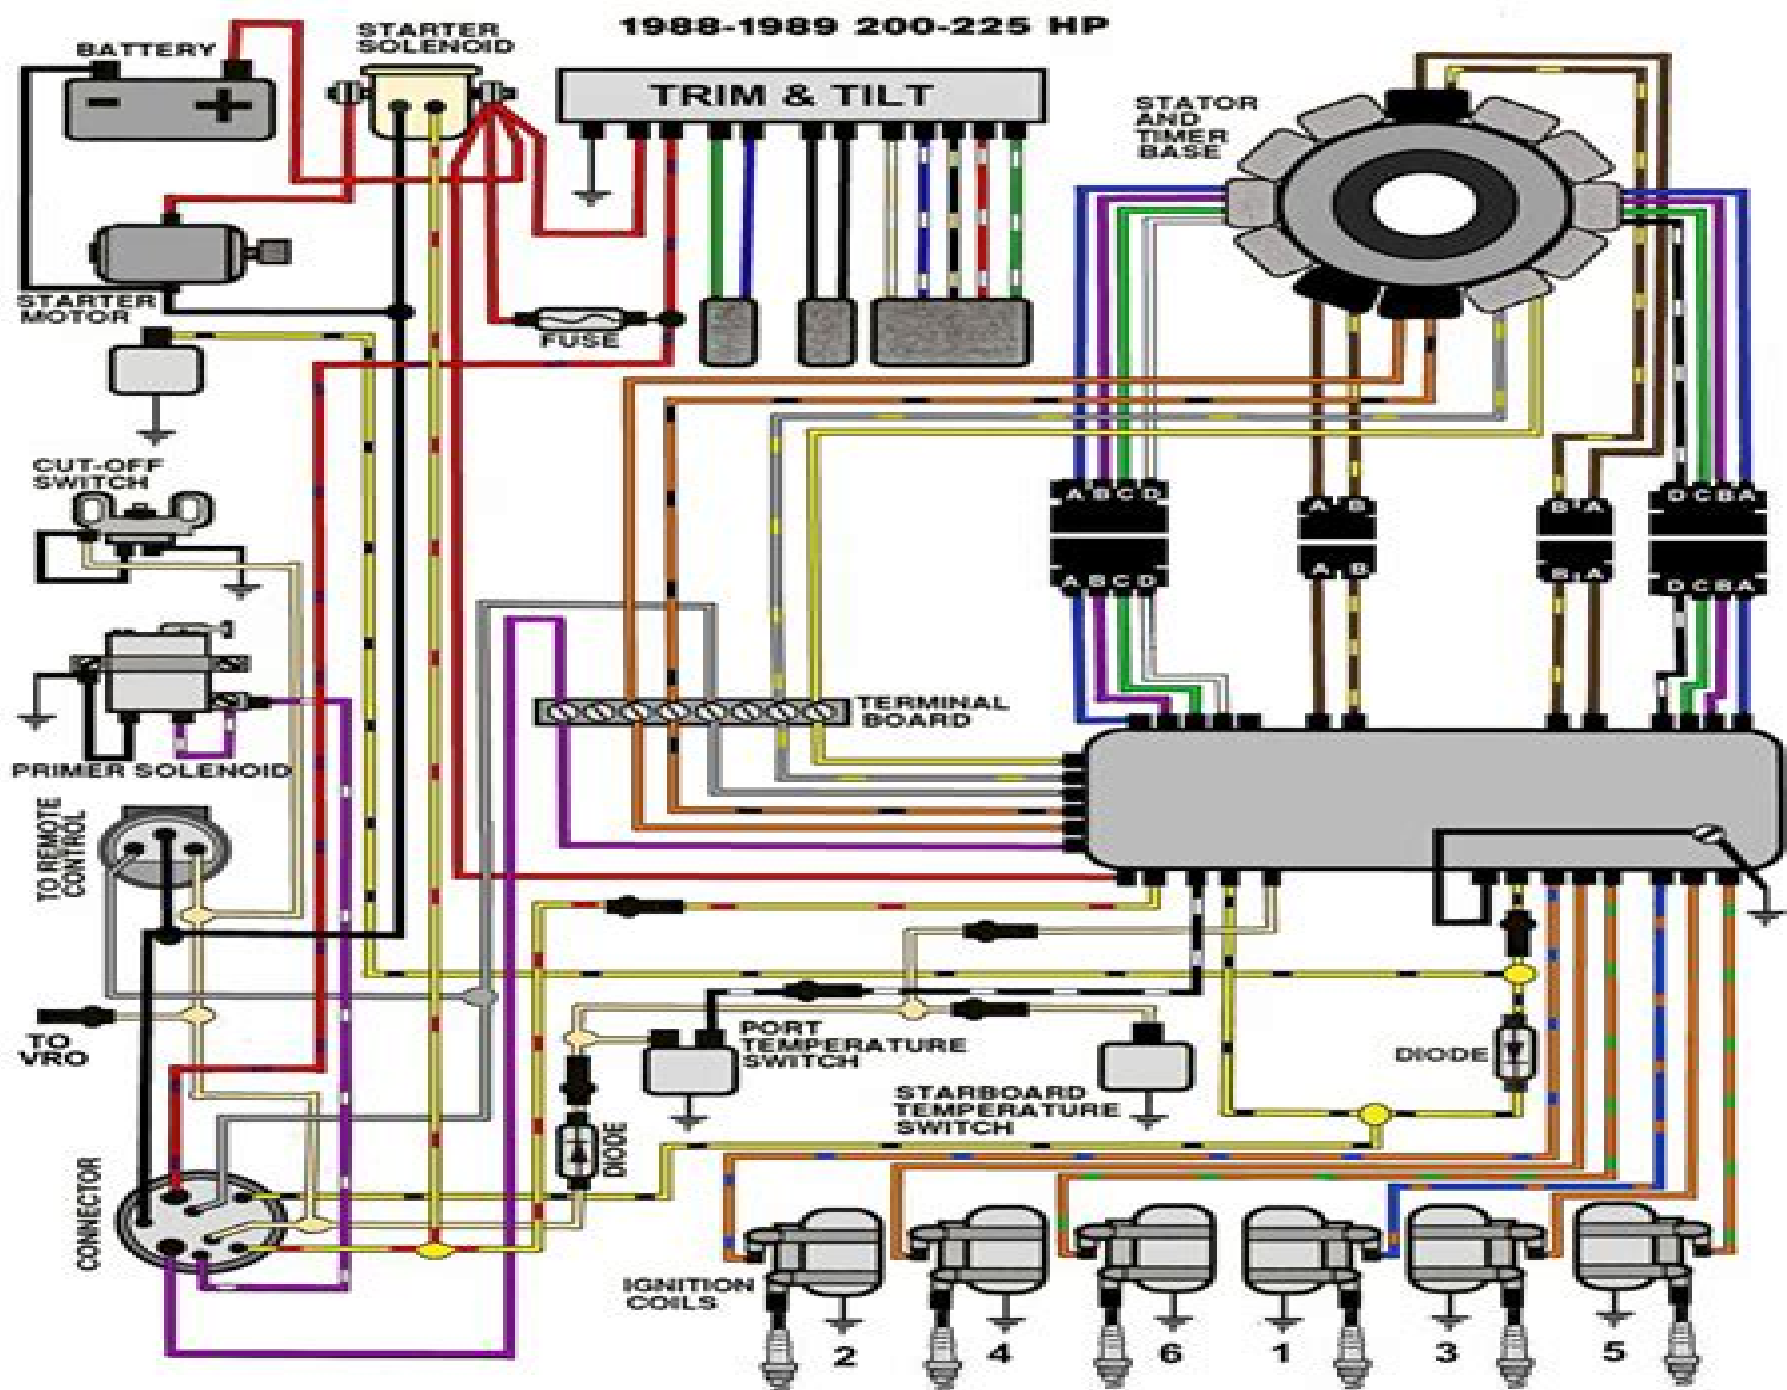 1988-1989 200-225 HP
BATTERY
STARTER
SOLENOID
TRIM & TILT
STATOR
AND
TIMER
BASE
STARTER
MOTOR
FUSE
CUT-OFF
SWITCH
A B C D
A B
B A
D C B A
A B C D
A B
B A
D C B A
TERMINAL
BOARD
PRIMER SOLENOID
TO REMOTE
CONTROL
TO
VRO
PORT
TEMPERATURE
SWITCH
DIODE
STARBOARD
TEMPERATURE
SWITCH
DIODE
CONNECTOR
IGNITION
COILS
2
4
6
1
3
5